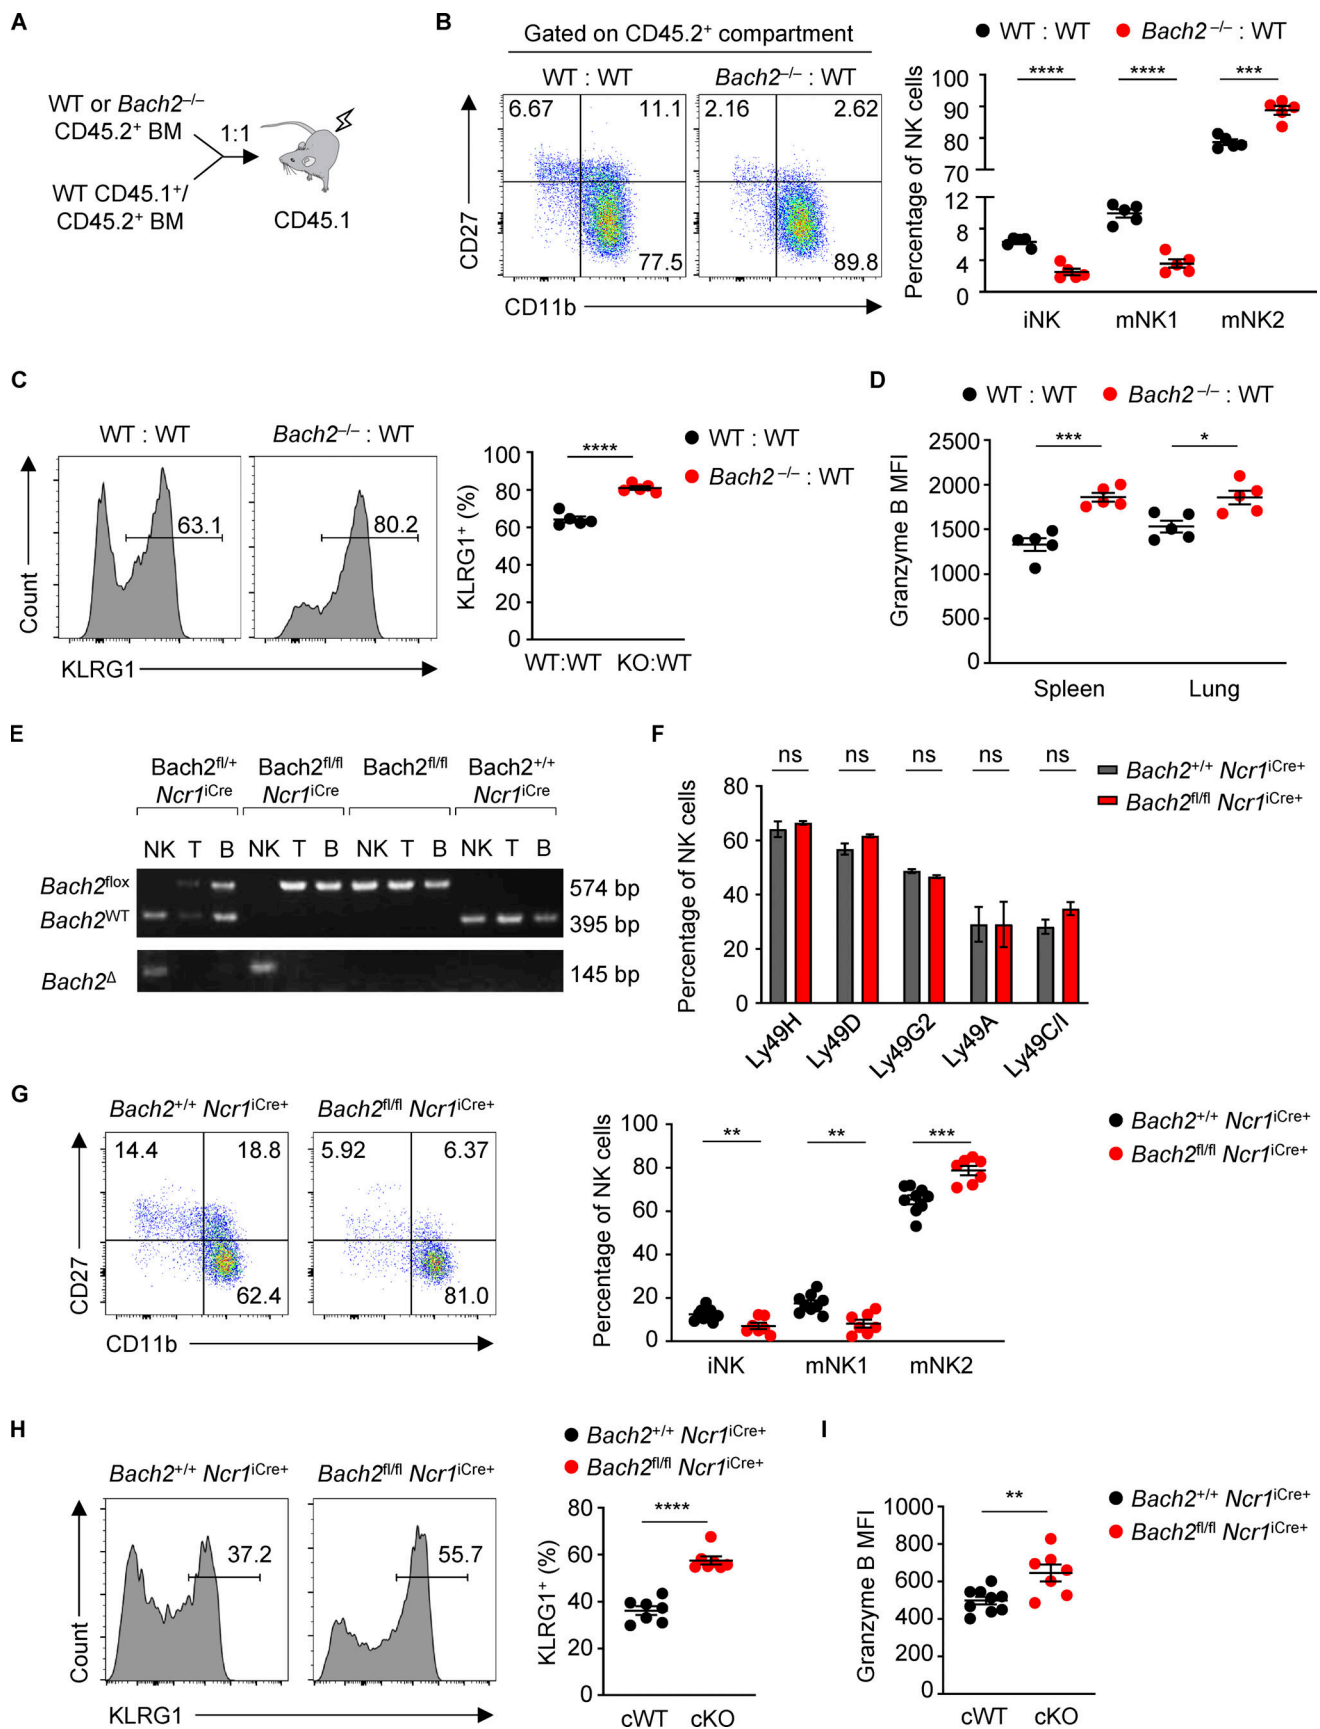 A
WT or Bach2–/–
CD45.2+ BM
1:1
WT CD45.1+/
CD45.2+ BM
CD45.1
B
Gated on CD45.2+ compartment
WT : WT
Bach2–/– : WT
6.67
11.1
77.5
2.16
2.62
89.8
CD27
CD11b
WT : WT
Bach2–/– : WT
Percentage of NK cells
100
90
80
70
12
8
4
0
****
****
***
iNK
mNK1
mNK2
C
WT : WT
Bach2–/– : WT
63.1
80.2
Count
KLRG1
KLRG1+ (%)
100
80
60
40
20
0
****
WT:WT
KO:WT
WT : WT
Bach2–/– : WT
D
WT : WT
Bach2–/– : WT
Granzyme B MFI
2500
2000
1500
1000
500
0
***
*
Spleen
Lung
E
Bach2fl/+
Ncr1iCre
Bach2fl/fl
Ncr1iCre
Bach2fl/fl
Bach2+/+
Ncr1iCre
NK T B NK T B NK T B NK T B
Bach2flox
574 bp
Bach2WT
395 bp
Bach2Δ
145 bp
F
Percentage of NK cells
80
60
40
20
0
ns
ns
ns
ns
ns
Ly49H
Ly49D
Ly49G2
Ly49A
Ly49C/I
Bach2+/+ Ncr1iCre+
Bach2fl/fl Ncr1iCre+
G
Bach2+/+ Ncr1iCre+
Bach2fl/fl Ncr1iCre+
14.4
18.8
62.4
5.92
6.37
81.0
CD27
CD11b
Percentage of NK cells
100
80
60
40
20
0
**
**
***
iNK
mNK1
mNK2
Bach2+/+ Ncr1iCre+
Bach2fl/fl Ncr1iCre+
H
Bach2+/+ Ncr1iCre+
Bach2fl/fl Ncr1iCre+
37.2
55.7
Count
KLRG1
Bach2+/+ Ncr1iCre+
Bach2fl/fl Ncr1iCre+
KLRG1+ (%)
80
60
40
20
0
****
cWT
cKO
I
Granzyme B MFI
1000
800
600
400
200
0
**
cWT
cKO
Bach2+/+ Ncr1iCre+
Bach2fl/fl Ncr1iCre+